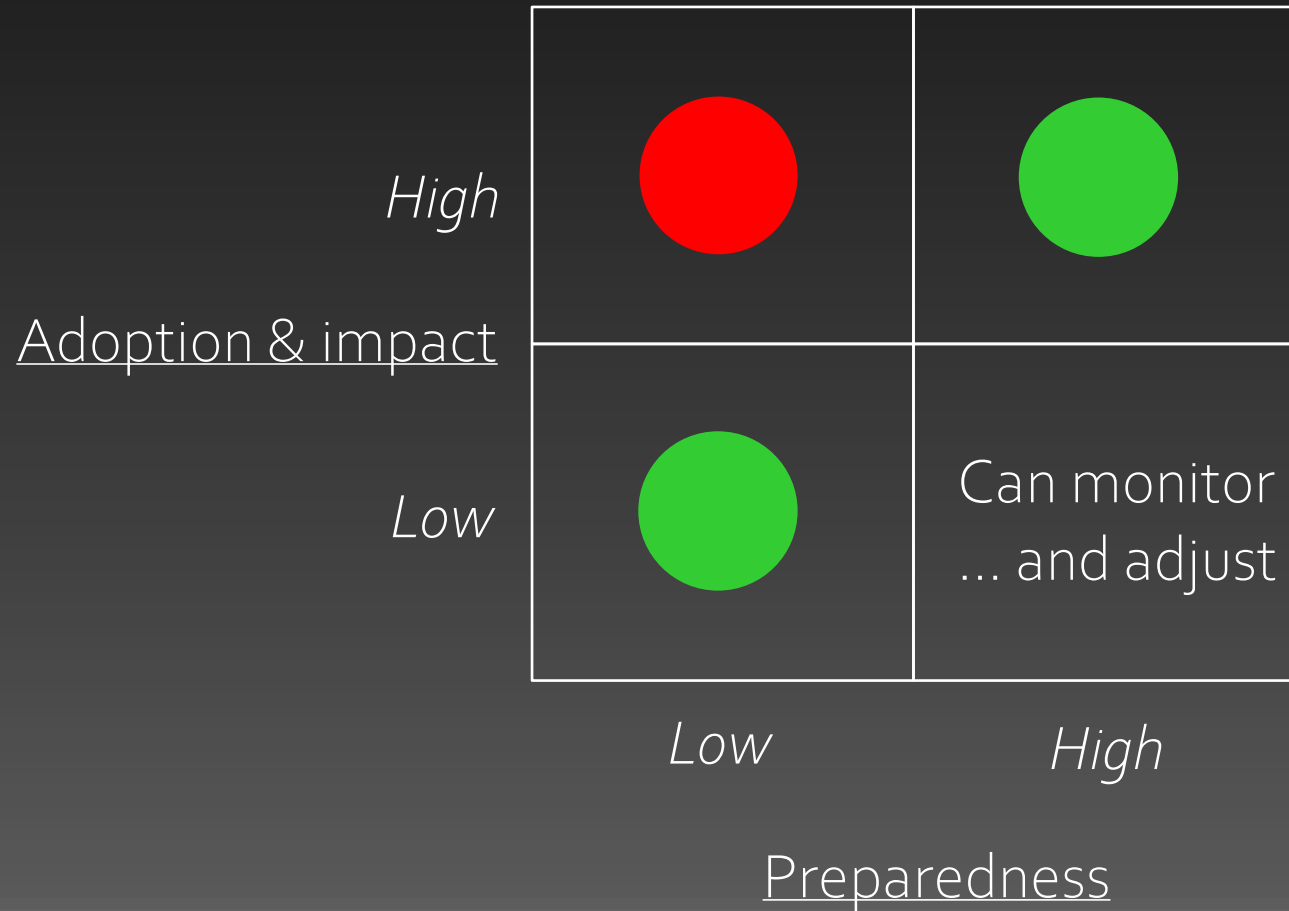 High
Adoption & impact
Low
Can monitor
... and adjust
Low
High
Preparedness